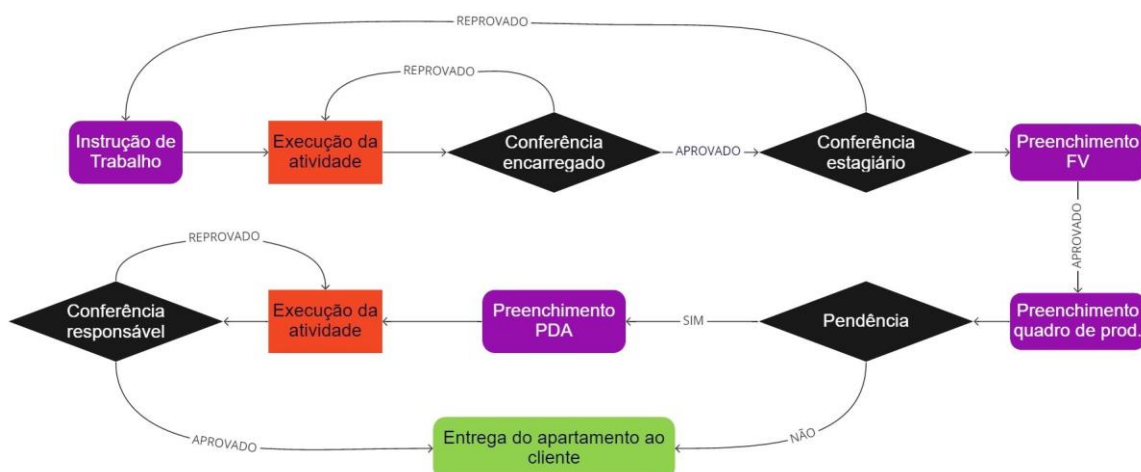 REPROVADO
REPROVADO
Instrução de
Trabalho
Execução da
atividade
Conferência
encarregado
APROVADO
Conferência
estagiário
Preenchimento
FV
APROVADO
REPROVADO
Conferência
responsável
Execução da
atividade
Preenchimento
PDA
SIM
Pendência
Preenchimento
quadro de prod.
APROVADO
Entrega do apartamento ao
cliente
NÃO